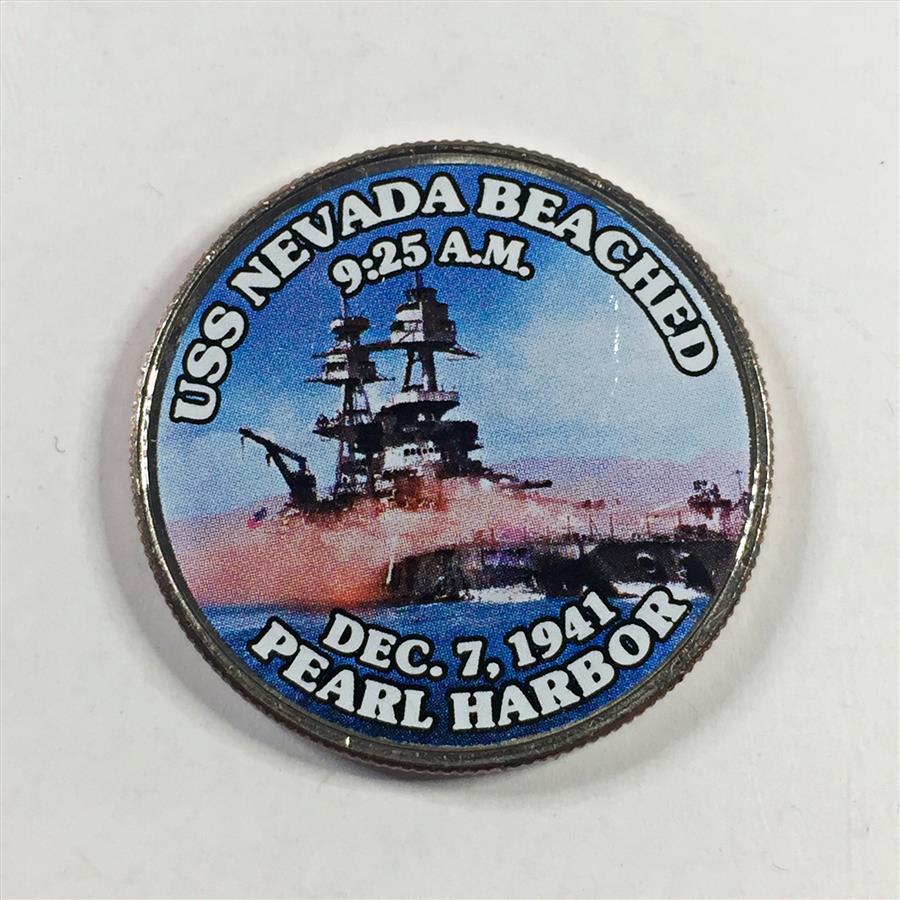 USS NEVADA BEACHED
9:25 A.M.
DEC. 7, 1941
PEARL HARBOR